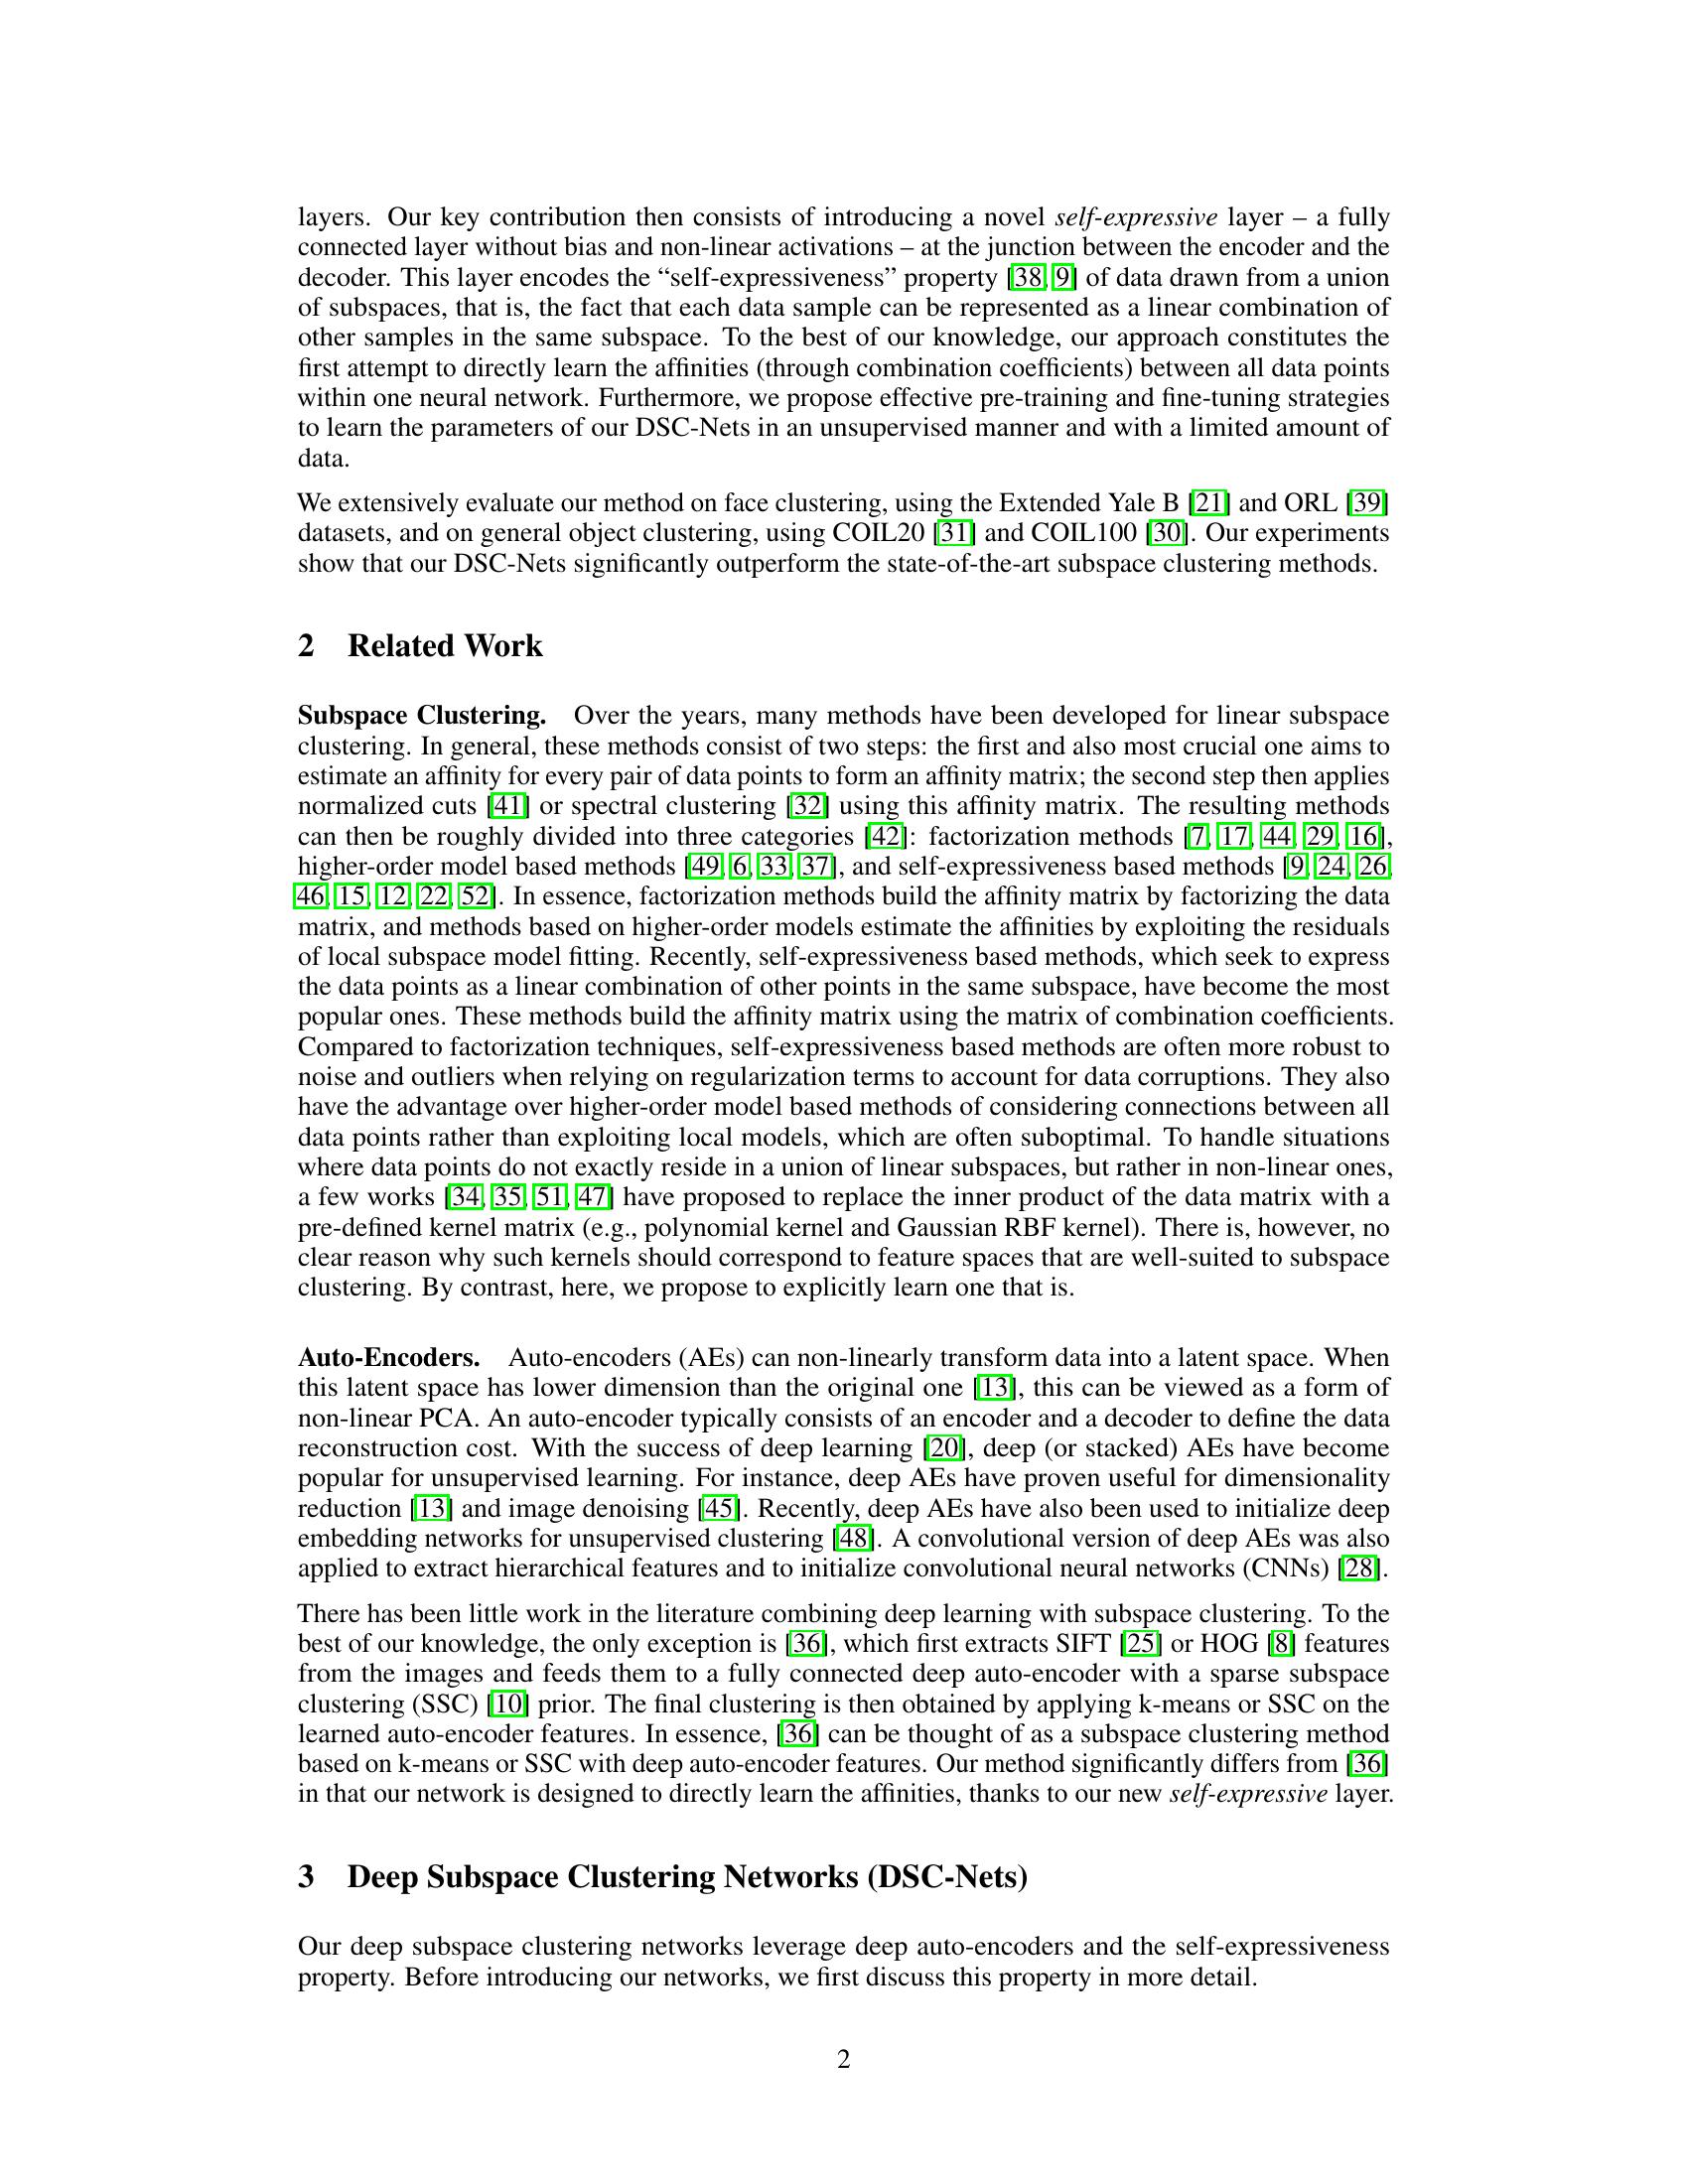 layers. Our key contribution then consists of introducing a novel self-expressive layer – a fully
connected layer without bias and non-linear activations – at the junction between the encoder and the
decoder. This layer encodes the “self-expressiveness” property [38, 9] of data drawn from a union
of subspaces, that is, the fact that each data sample can be represented as a linear combination of
other samples in the same subspace. To the best of our knowledge, our approach constitutes the
first attempt to directly learn the affinities (through combination coefficients) between all data points
within one neural network. Furthermore, we propose effective pre-training and fine-tuning strategies
to learn the parameters of our DSC-Nets in an unsupervised manner and with a limited amount of
data.
We extensively evaluate our method on face clustering, using the Extended Yale B [21] and ORL [39]
datasets, and on general object clustering, using COIL20 [31] and COIL100 [30]. Our experiments
show that our DSC-Nets significantly outperform the state-of-the-art subspace clustering methods.
2 Related Work
Subspace Clustering. Over the years, many methods have been developed for linear subspace
clustering. In general, these methods consist of two steps: the first and also most crucial one aims to
estimate an affinity for every pair of data points to form an affinity matrix; the second step then applies
normalized cuts [41] or spectral clustering [32] using this affinity matrix. The resulting methods
can then be roughly divided into three categories [42]: factorization methods [7, 17, 44, 29, 16],
higher-order model based methods [49, 6, 33, 37], and self-expressiveness based methods [9, 24, 26,
46, 15, 12, 22, 52]. In essence, factorization methods build the affinity matrix by factorizing the data
matrix, and methods based on higher-order models estimate the affinities by exploiting the residuals
of local subspace model fitting. Recently, self-expressiveness based methods, which seek to express
the data points as a linear combination of other points in the same subspace, have become the most
popular ones. These methods build the affinity matrix using the matrix of combination coefficients.
Compared to factorization techniques, self-expressiveness based methods are often more robust to
noise and outliers when relying on regularization terms to account for data corruptions. They also
have the advantage over higher-order model based methods of considering connections between all
data points rather than exploiting local models, which are often suboptimal. To handle situations
where data points do not exactly reside in a union of linear subspaces, but rather in non-linear ones,
a few works [34, 35, 51, 47] have proposed to replace the inner product of the data matrix with a
pre-defined kernel matrix (e.g., polynomial kernel and Gaussian RBF kernel). There is, however, no
clear reason why such kernels should correspond to feature spaces that are well-suited to subspace
clustering. By contrast, here, we propose to explicitly learn one that is.
Auto-Encoders. Auto-encoders (AEs) can non-linearly transform data into a latent space. When
this latent space has lower dimension than the original one [13], this can be viewed as a form of
non-linear PCA. An auto-encoder typically consists of an encoder and a decoder to define the data
reconstruction cost. With the success of deep learning [20], deep (or stacked) AEs have become
popular for unsupervised learning. For instance, deep AEs have proven useful for dimensionality
reduction [13] and image denoising [45]. Recently, deep AEs have also been used to initialize deep
embedding networks for unsupervised clustering [48]. A convolutional version of deep AEs was also
applied to extract hierarchical features and to initialize convolutional neural networks (CNNs) [28].
There has been little work in the literature combining deep learning with subspace clustering. To the
best of our knowledge, the only exception is [36], which first extracts SIFT [25] or HOG [8] features
from the images and feeds them to a fully connected deep auto-encoder with a sparse subspace
clustering (SSC) [10] prior. The final clustering is then obtained by applying k-means or SSC on the
learned auto-encoder features. In essence, [36] can be thought of as a subspace clustering method
based on k-means or SSC with deep auto-encoder features. Our method significantly differs from [36]
in that our network is designed to directly learn the affinities, thanks to our new self-expressive layer.
3 Deep Subspace Clustering Networks (DSC-Nets)
Our deep subspace clustering networks leverage deep auto-encoders and the self-expressiveness
property. Before introducing our networks, we first discuss this property in more detail.
2